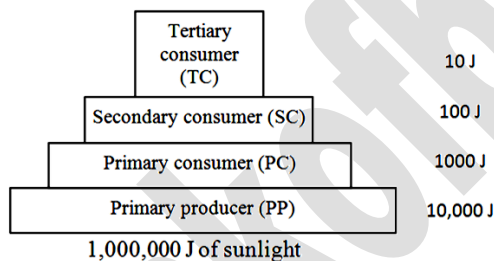 Tertiary
consumer
(TC)
10 J
Secondary consumer (SC)
100 J
Primary consumer (PC)
1000 J
Primary producer (PP)
10,000 J
1,000,000 J of sunlight